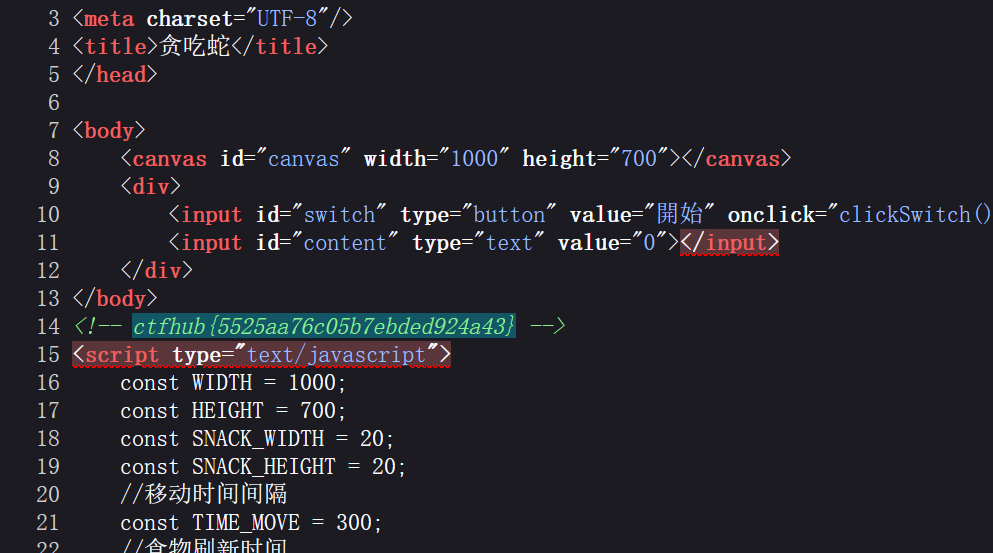 3 <meta charset="UTF-8"/>
4 <title>贪吃蛇</title>
5 </head>
6
7 <body>
8 <canvas id="canvas" width="1000" height="700"></canvas>
9 <div>
10 <input id="switch" type="button" value="開始" onclick="clickSwitch()
11 <input id="content" type="text" value="0"></input>
12 </div>
13 </body>
14 <!-- ctfhub{5525aa76c05b7ebded924a43} -->
15 <script type="text/javascript">
16 const WIDTH = 1000;
17 const HEIGHT = 700;
18 const SNACK_WIDTH = 20;
19 const SNACK_HEIGHT = 20;
20 //移动时间间隔
21 const TIME_MOVE = 300;
22 //食物刷新时间